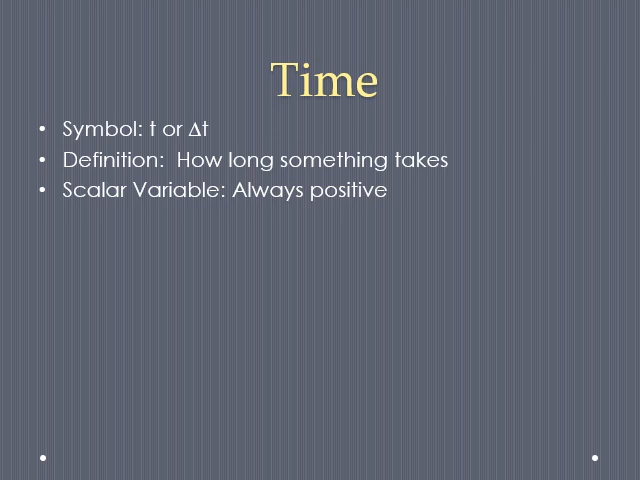 Time
• Symbol: t or Δt
• Definition:  How long something takes
• Scalar Variable: Always positive